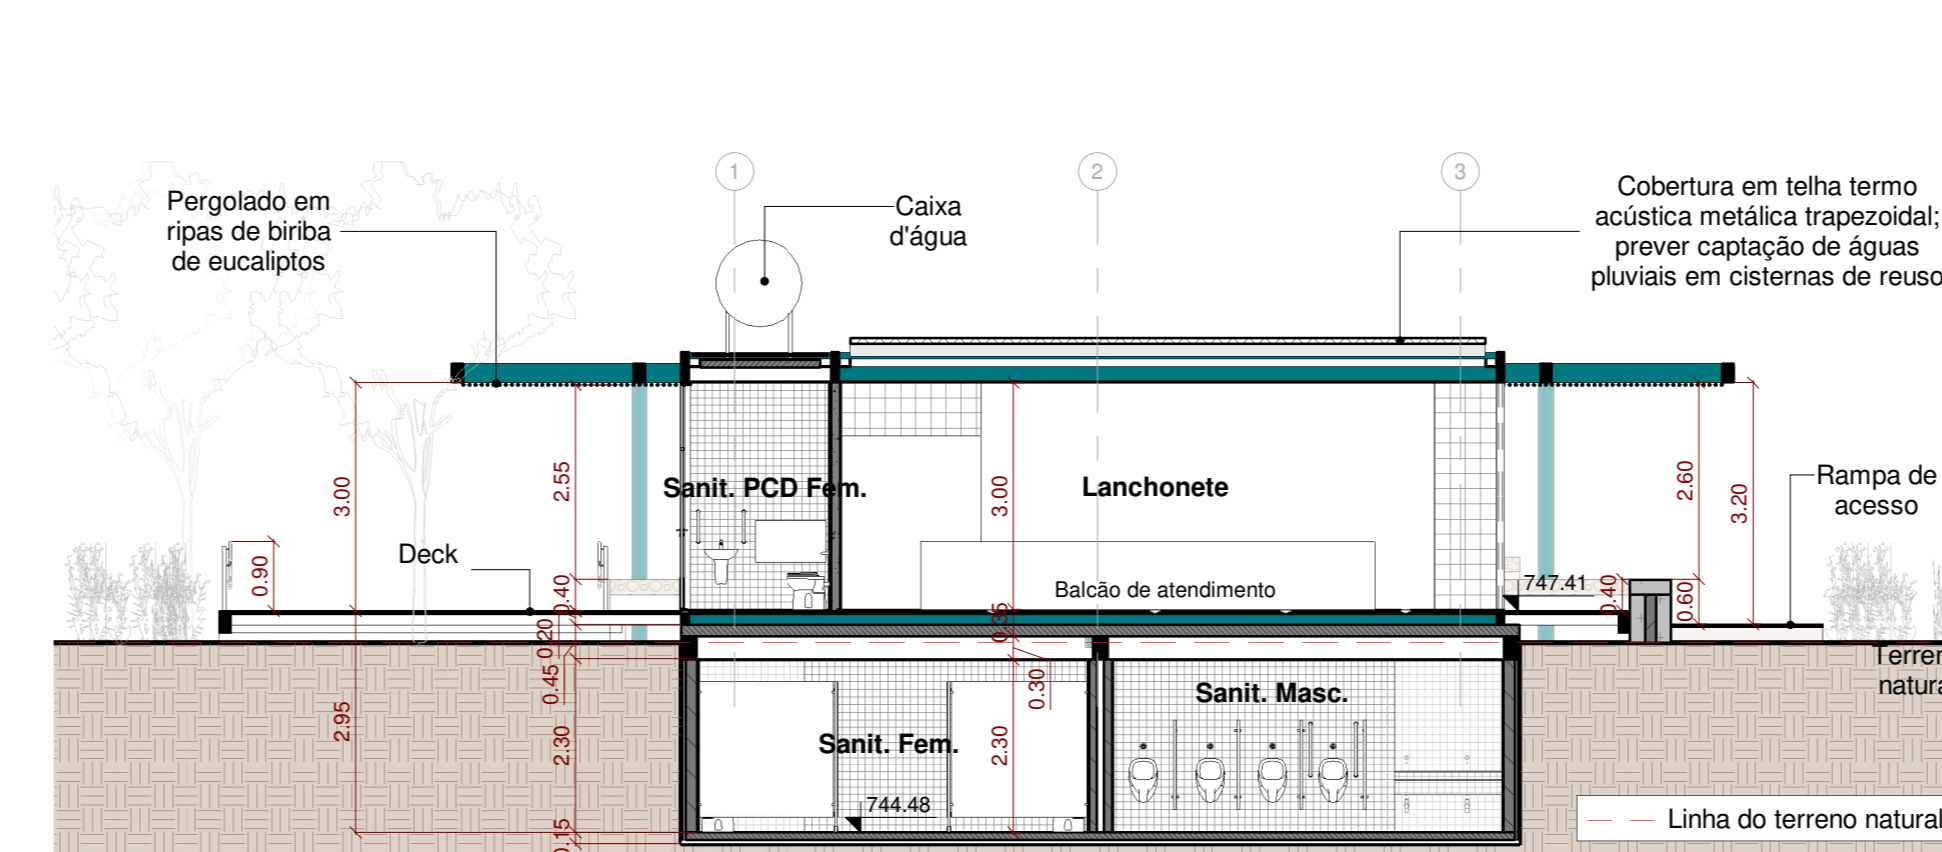 1
2
3
Pergolado em
ripas de biriba
de eucaliptos
Caixa
d'água
Cobertura em telha termo
acústica metálica trapezoidal;
prever captação de águas
pluviais em cisternas de reuso
3.00
2.55
Sanit. PCD Fem.
3.00
Lanchonete
2.60
3.20
Rampa de
acesso
Deck
0.90
0.40
Balcão de atendimento
747.41
0.40
0.60
0.20
0.35
0.45
0.30
2.95
2.30
Sanit. Fem.
2.30
Sanit. Masc.
744.48
0.15
Terren
natura
Linha do terreno natural